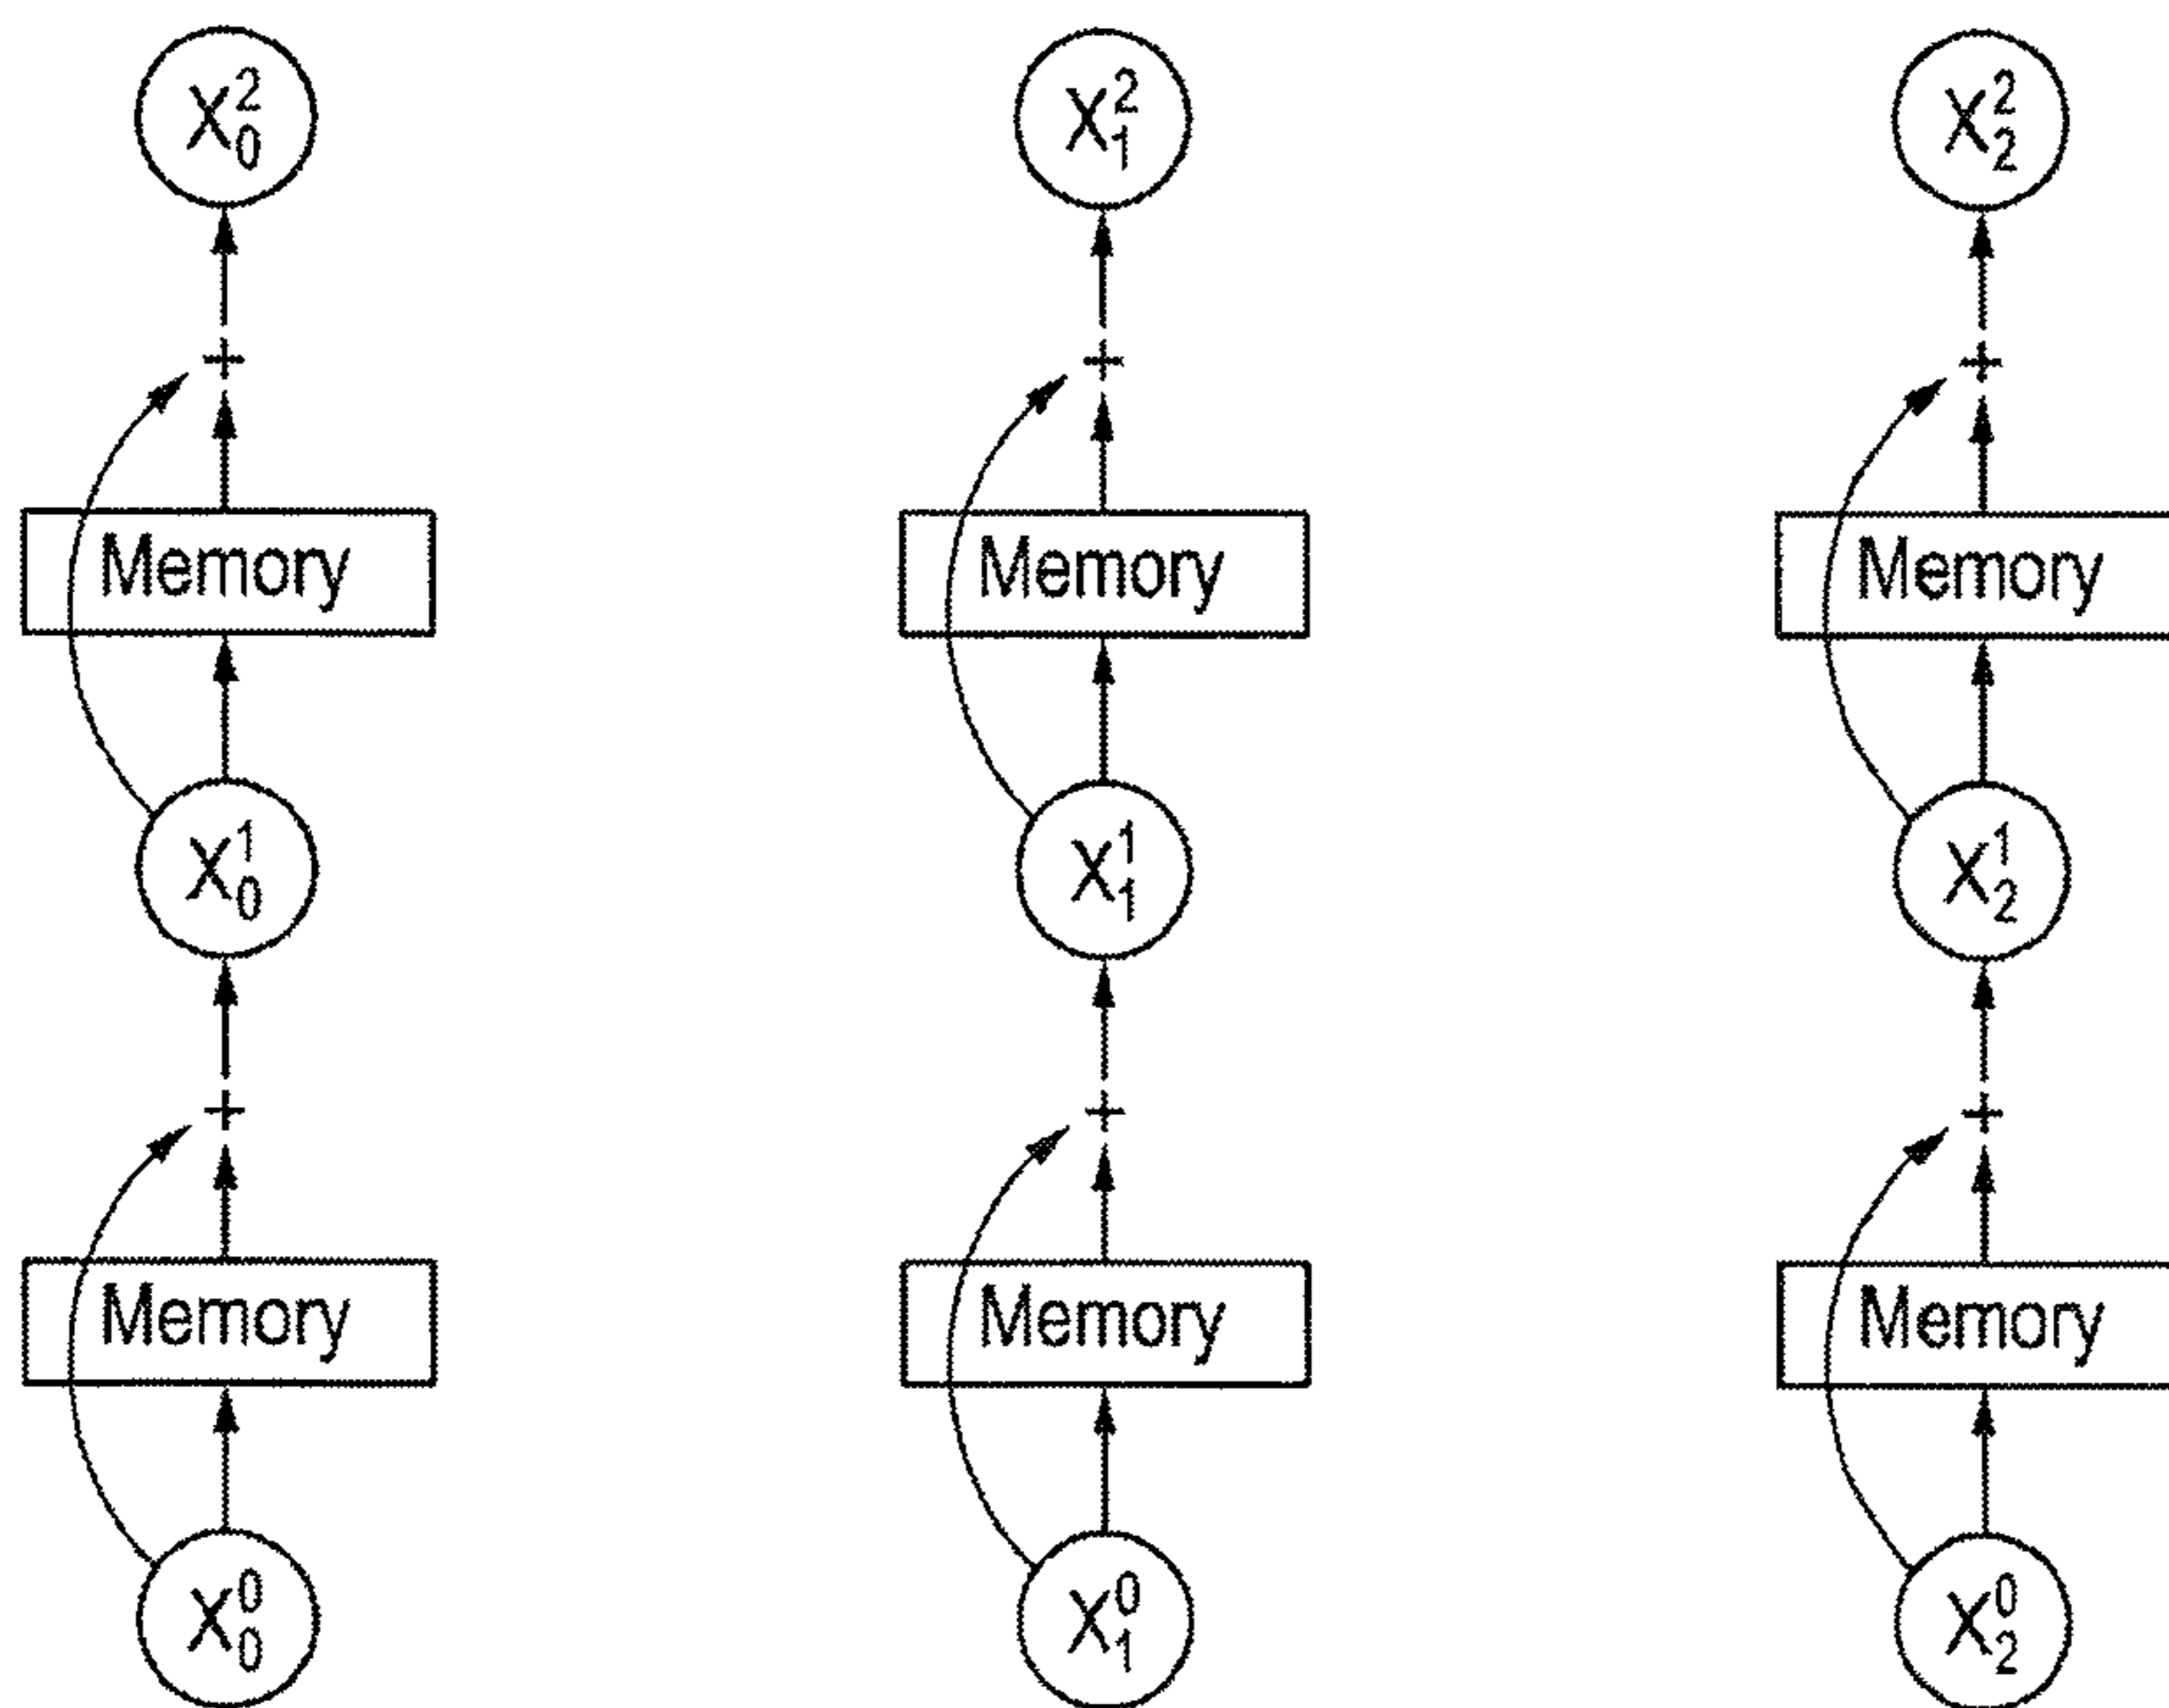 X₀² X₁² X₂²
+ + +
Memory Memory Memory
X₀¹ X₁¹ X₂¹
+ + +
Memory Memory Memory
X₀⁰ X₁⁰ X₂⁰